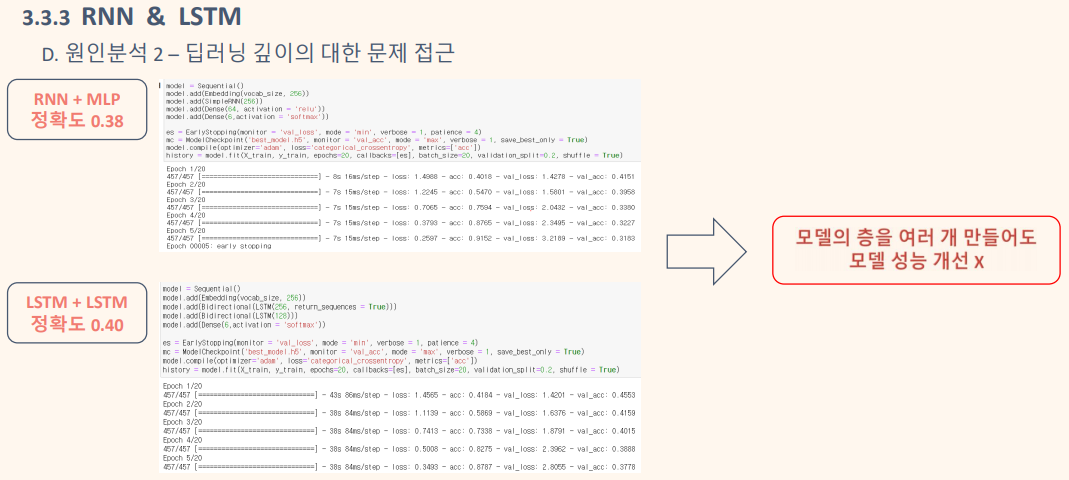 3.3.3 RNN & LSTM
D. 원인분석 2 – 딥러닝 깊이의 대한 문제 접근
RNN + MLP
정확도 0.38
model = Sequential()
model.add(Embedding(vocab_size, 256))
model.add(SimpleRNN(256))
model.add(Dense(64, activation = 'relu'))
model.add(Dense(6,activation = 'softmax'))
es = EarlyStopping(monitor = 'val_loss', mode = 'min', verbose = 1, patience = 4)
mc = ModelCheckpoint('best_model.h5', monitor = 'val_acc', mode = 'max', verbose = 1, save_best_only = True)
model.compile(optimizer='adam', loss='categorical_crossentropy', metrics=['acc'])
history = model.fit(X_train, y_train, epochs=20, callbacks=[es], batch_size=20, validation_split=0.2, shuffle = True)
Epoch 1/20
457/457 [==============================] - 8s 16ms/step - loss: 1.4988 - acc: 0.4018 - val_loss: 1.4278 - val_acc: 0.4151
Epoch 2/20
457/457 [==============================] - 7s 15ms/step - loss: 1.2245 - acc: 0.5470 - val_loss: 1.5801 - val_acc: 0.3958
Epoch 3/20
457/457 [==============================] - 7s 15ms/step - loss: 0.7065 - acc: 0.7594 - val_loss: 2.0432 - val_acc: 0.3380
Epoch 4/20
457/457 [==============================] - 7s 15ms/step - loss: 0.3793 - acc: 0.8765 - val_loss: 2.3495 - val_acc: 0.3227
Epoch 5/20
457/457 [==============================] - 7s 15ms/step - loss: 0.2597 - acc: 0.9152 - val_loss: 3.2189 - val_acc: 0.3183
Epoch 00005: early stopping
모델의 층을 여러 개 만들어도
모델 성능 개선 X
LSTM + LSTM
정확도 0.40
model = Sequential()
model.add(Embedding(vocab_size, 256))
model.add(Bidirectional(LSTM(256, return_sequences = True)))
model.add(Bidirectional(LSTM(128)))
model.add(Dense(6,activation = 'softmax'))
es = EarlyStopping(monitor = 'val_loss', mode = 'min', verbose = 1, patience = 4)
mc = ModelCheckpoint('best_model.h5', monitor = 'val_acc', mode = 'max', verbose = 1, save_best_only = True)
model.compile(optimizer='adam', loss='categorical_crossentropy', metrics=['acc'])
history = model.fit(X_train, y_train, epochs=20, callbacks=[es], batch_size=20, validation_split=0.2, shuffle = True)
Epoch 1/20
457/457 [==============================] - 43s 86ms/step - loss: 1.4565 - acc: 0.4184 - val_loss: 1.4201 - val_acc: 0.4553
Epoch 2/20
457/457 [==============================] - 38s 84ms/step - loss: 1.1139 - acc: 0.5869 - val_loss: 1.6376 - val_acc: 0.4159
Epoch 3/20
457/457 [==============================] - 38s 84ms/step - loss: 0.7413 - acc: 0.7338 - val_loss: 1.8791 - val_acc: 0.4015
Epoch 4/20
457/457 [==============================] - 38s 84ms/step - loss: 0.5008 - acc: 0.8275 - val_loss: 2.3962 - val_acc: 0.3888
Epoch 5/20
457/457 [==============================] - 38s 84ms/step - loss: 0.3493 - acc: 0.8787 - val_loss: 2.8055 - val_acc: 0.3778